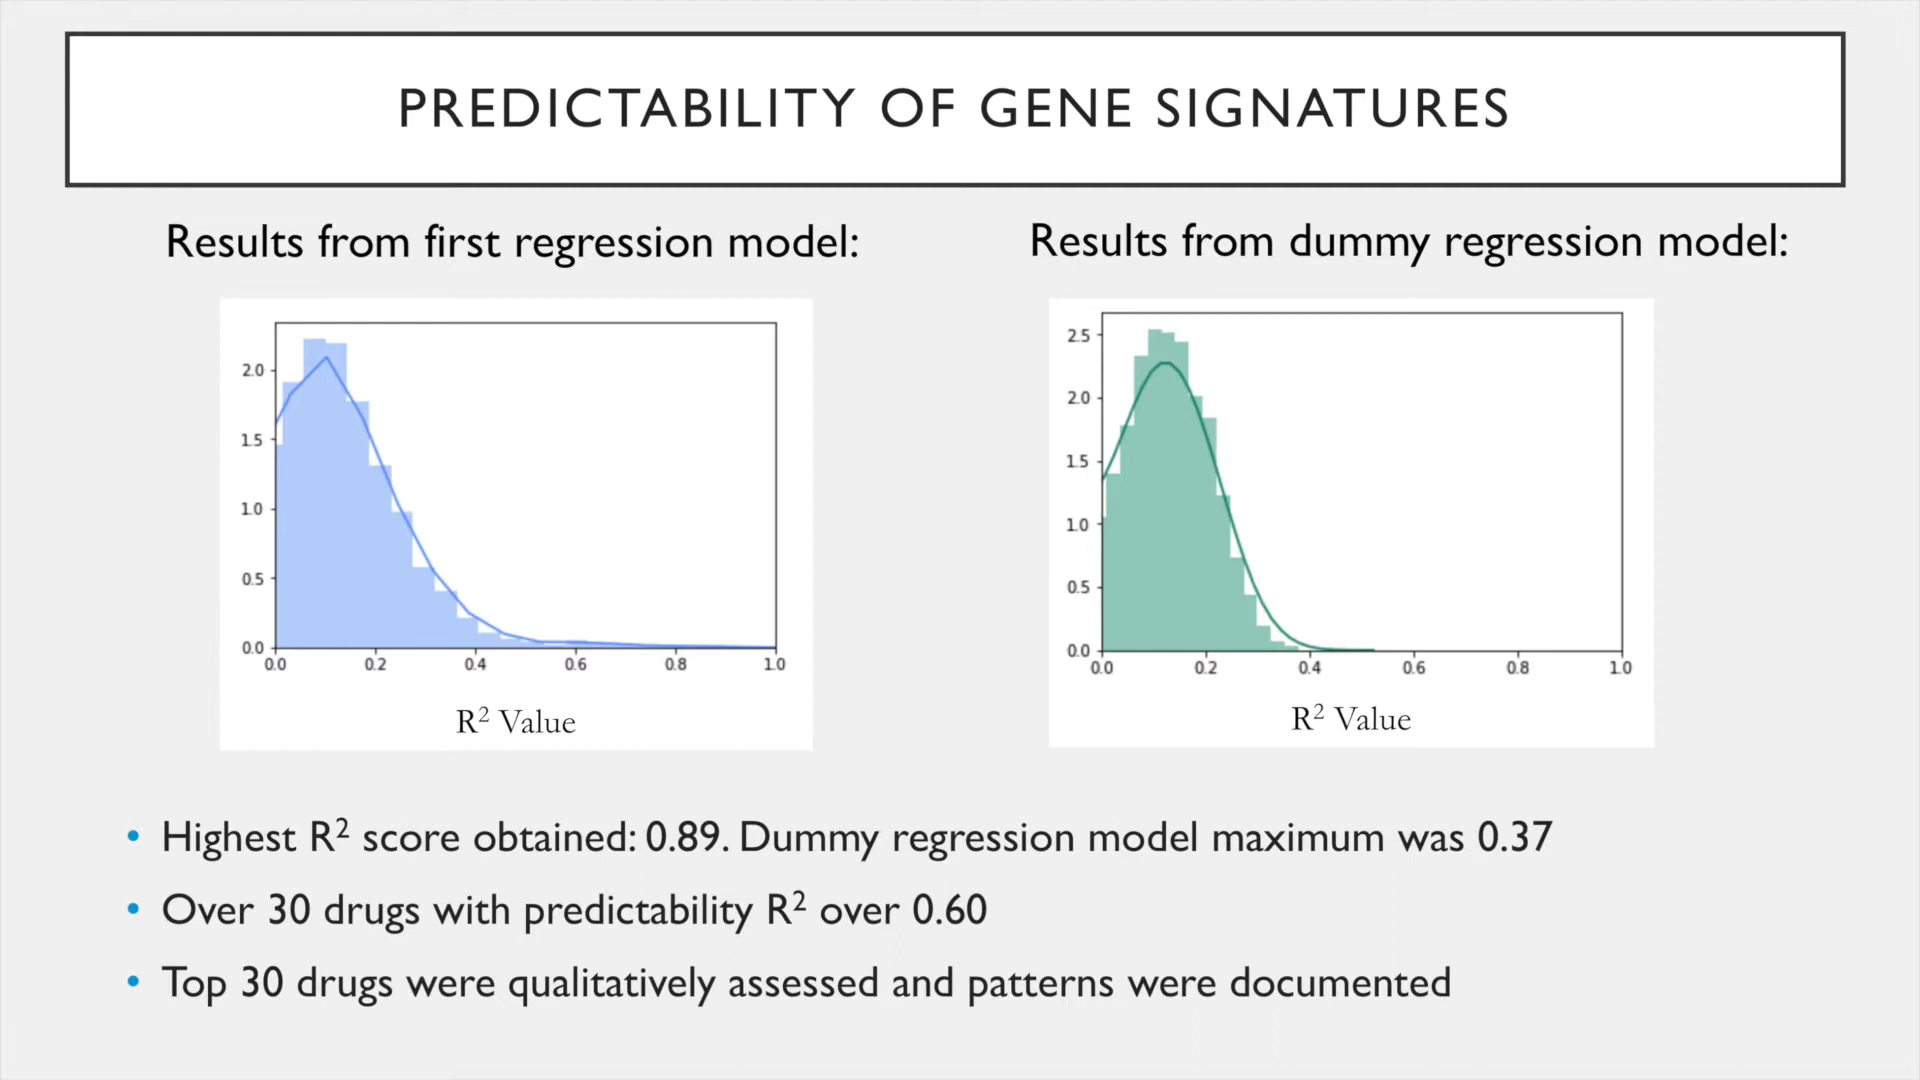 PREDICTABILITY OF GENE SIGNATURES
Results from first regression model:
2.0
1.5
1.0
0.5
0.0
0.0 0.2 0.4 0.6 0.8 1.0
R² Value
Results from dummy regression model:
2.5
2.0
1.5
1.0
0.5
0.0
0.0 0.2 0.4 0.6 0.8 1.0
R² Value
• Highest R² score obtained: 0.89. Dummy regression model maximum was 0.37
• Over 30 drugs with predictability R² over 0.60
• Top 30 drugs were qualitatively assessed and patterns were documented